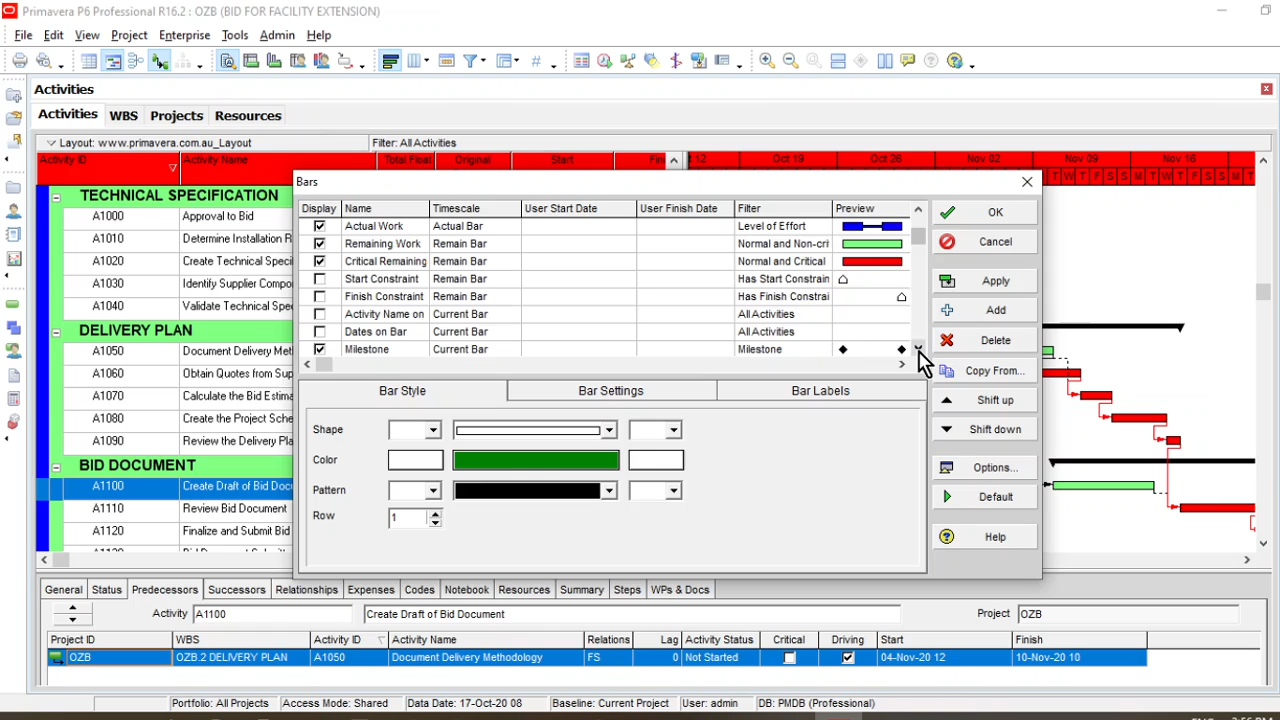 Primavera P6 Professional R16.2 : OZB (BID FOR FACILITY EXTENSION)
File Edit View Project Enterprise Tools Admin Help
Activities
Activities WBS Projects Resources
Layout: www.primavera.com.au_Layout Filter: All Activities
Activity ID Activity Name Total Float Original Start Fin 12 Oct 19 Oct 26 Nov 02 Nov 09 Nov 16
T W T F S S M T W T F S
TECHNICAL SPECIFICATION
A1000 Approval to Bid
A1010 Determine Installation R
A1020 Create Technical Speci
A1030 Identify Supplier Compo
A1040 Validate Technical Spe
DELIVERY PLAN
A1050 Document Delivery Met
A1060 Obtain Quotes from Sup
A1070 Calculate the Bid Estima
A1080 Create the Project Sche
A1090 Review the Delivery Pla
BID DOCUMENT
A1100 Create Draft of Bid Docu
A1110 Review Bid Document
A1120 Finalize and Submit Bid
Bars
Display Name Timescale User Start Date User Finish Date Filter Preview
Actual Work Actual Bar Level of Effort
Remaining Work Remain Bar Normal and Non-crit
Critical Remaining Remain Bar Normal and Critical
Start Constraint Remain Bar Has Start Constrain
Finish Constraint Remain Bar Has Finish Constrai
Activity Name on Current Bar All Activities
Dates on Bar Current Bar All Activities
Milestone Current Bar Milestone
Bar Style Bar Settings Bar Labels
Shape
Color
Pattern
Row 1
OK
Cancel
Apply
Add
Delete
Copy From...
Shift up
Shift down
Options...
Default
Help
General Status Predecessors Successors Relationships Expenses Codes Notebook Resources Summary Steps WPs & Docs
Activity A1100 Create Draft of Bid Document Project OZB
Project ID WBS Activity ID Activity Name Relations Lag Activity Status Critical Driving Start Finish
OZB OZB.2 DELIVERY PLAN A1050 Document Delivery Methodology FS 0 Not Started 04-Nov-20 12 10-Nov-20 10
Portfolio: All Projects Access Mode: Shared Data Date: 17-Oct-20 08 Baseline: Current Project User: admin DB: PMDB (Professional)